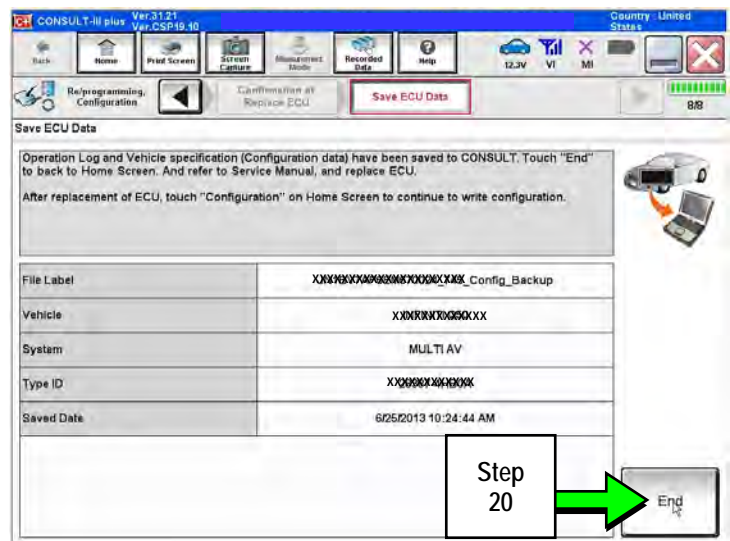 C+ CONSULT-III plus Ver.31.21
Ver.CSP19.10
Country : United
States
Back Home Print Screen Screen
Capture Measurement
Mode Recorded
Data Help 12.3V VI MI
Re/programming,
Configuration Confirmation at
Replace ECU Save ECU Data 8/8
Save ECU Data
Operation Log and Vehicle specification (Configuration data) have been saved to CONSULT. Touch "End"
to back to Home Screen. And refer to Service Manual, and replace ECU.
After replacement of ECU, touch "Configuration" on Home Screen to continue to write configuration.
File Label _Config_Backup
Vehicle
System MULTI AV
Type ID
Saved Date 6/25/2013 10:24:44 AM
Step
20
End